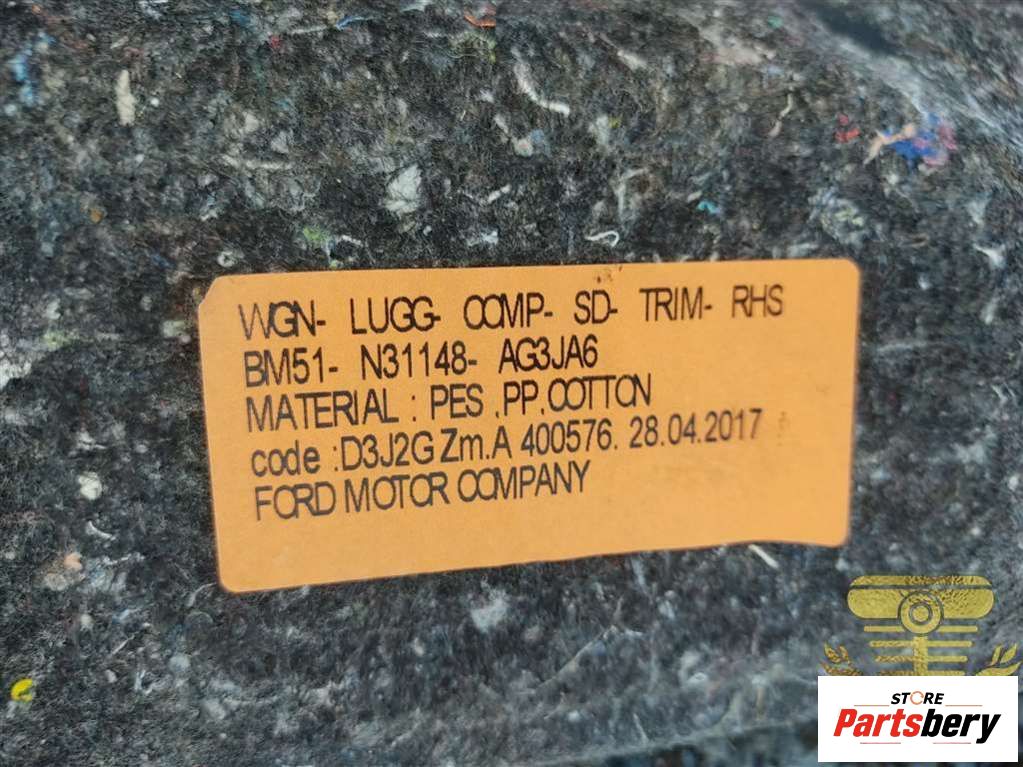 WGN- LUGG- COMP- SD- TRIM- RHS
BM51- N31148- AG3JA6
MATERIAL : PES ,PP,COTTON
code :D3J2G Zm.A 400576. 28.04.2017
FORD MOTOR COMPANY
STORE
Partsbery